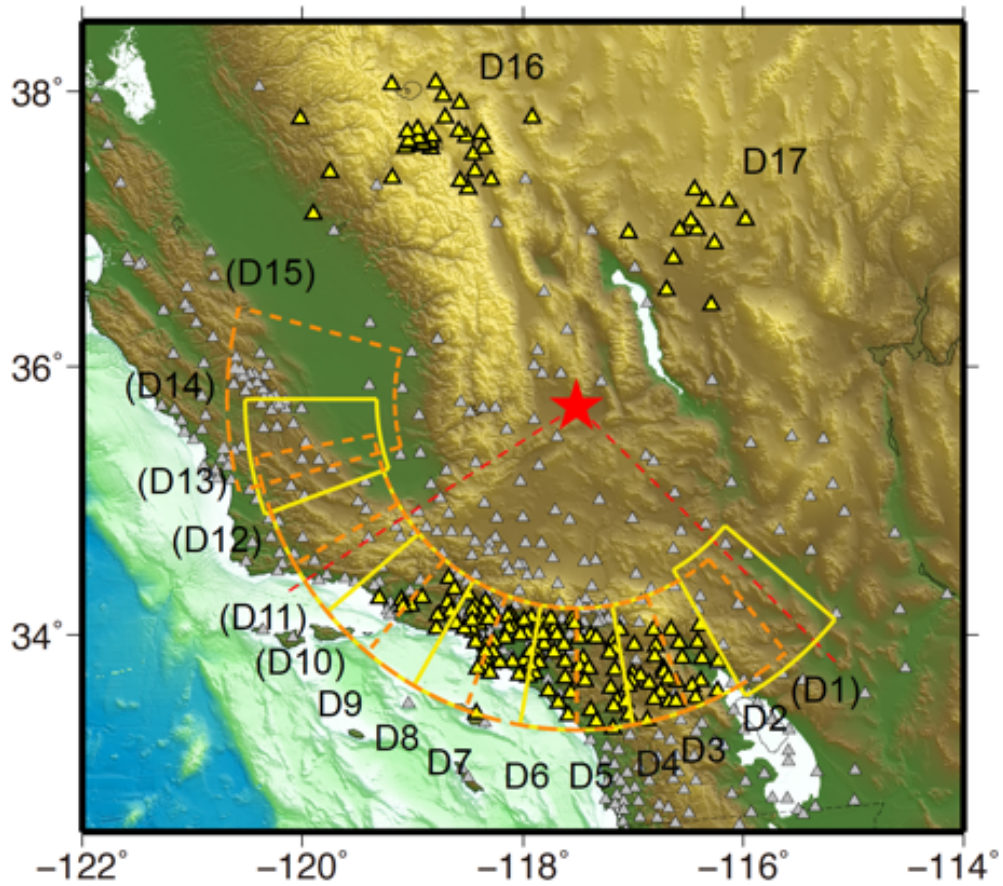 D16
38°
D17
(D15)
36°
(D14)
(D13)
(D12)
(D11)
34°
(D10)
(D1)
D9
D2
D8
D3
D7
D4
D6
D5
−122°
−120°
−118°
−116°
−114°